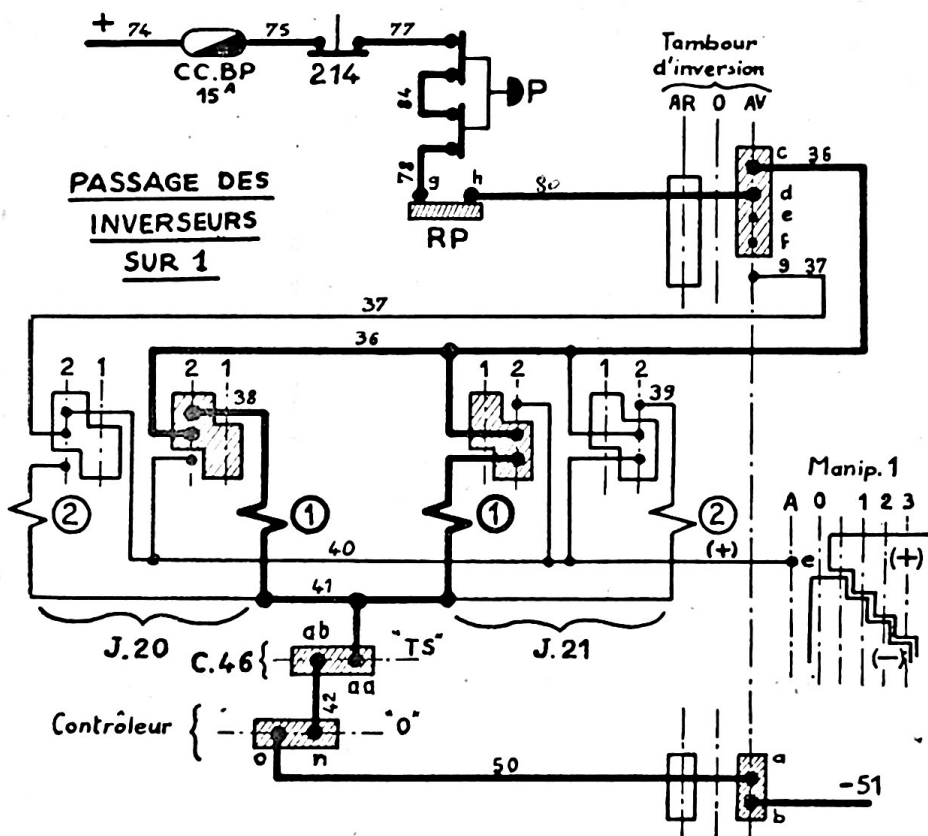 + 74 75 77
CC.BP
15A
214
P
84
78
g h
80
RP
PASSAGE DES
INVERSEURS
SUR 1
Tambour
d'inversion
AR O AV
c 36
d
e
f
g 37
37
36
2 1
2 1
38
1 2
1 2
39
2
1
1
2
Manip.1
A 0 1 2 3
(+)
(-)
40
(+)
e
41
J.20
J.21
ab
"TS"
C.46
aa
42
Contrôleur
"O"
o n
50
a
-51
b